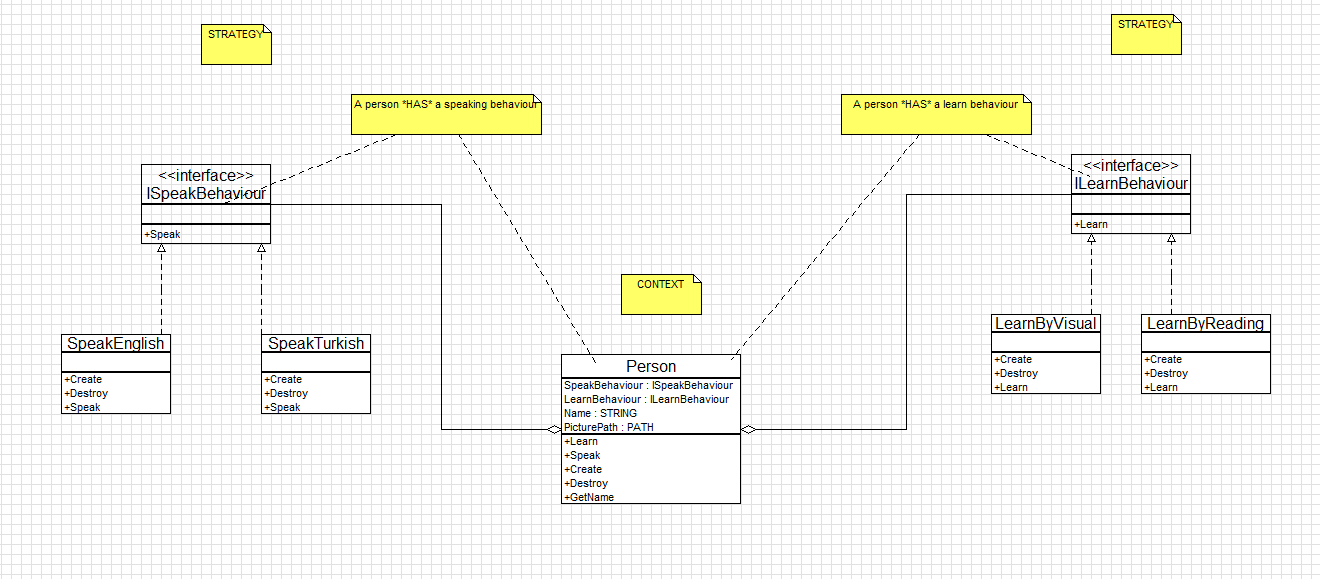 STRATEGY
STRATEGY
A person *HAS* a speaking behaviour
A person *HAS* a learn behaviour
<<interface>>
ISpeakBehaviour
+Speak
<<interface>>
ILearnBehaviour
+Learn
CONTEXT
SpeakEnglish
+Create
+Destroy
+Speak
SpeakTurkish
+Create
+Destroy
+Speak
Person
SpeakBehaviour : ISpeakBehaviour
LearnBehaviour : ILearnBehaviour
Name : STRING
PicturePath : PATH
+Learn
+Speak
+Create
+Destroy
+GetName
LearnByVisual
+Create
+Destroy
+Learn
LearnByReading
+Create
+Destroy
+Learn